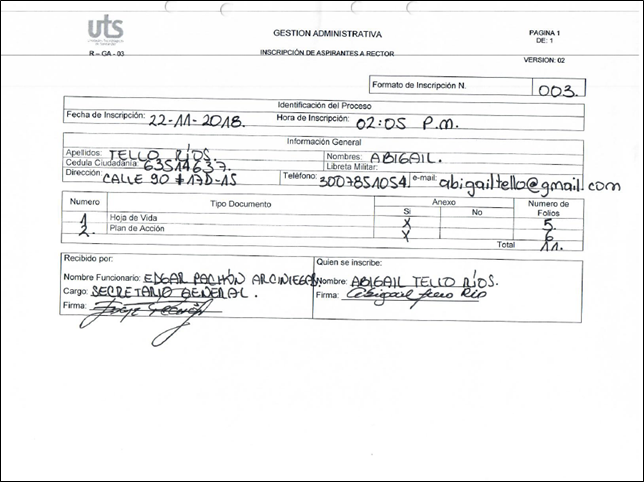 uts
GESTION ADMINISTRATIVA
PAGINA 1
DE: 1
R – GA - 03
INSCRIPCIÓN DE ASPIRANTES A RECTOR
VERSION: 02
Formato de Inscripción N. 003.
Identificación del Proceso
Fecha de Inscripción: 22-11-2018. Hora de Inscripción: 02:05 P.M.
Información General
Apellidos: TELLO RÍOS Nombres: ABIGAIL.
Cedula Ciudadanía: 63514637. Libreta Militar:
Dirección: CALLE 90 #17D-15 Teléfono: 3007851054 e-mail: abigailtello@gmail.com
Numero Tipo Documento Anexo Numero de Folios
Si No
1 Hoja de Vida X 5.
2. Plan de Acción X 6
Total 11.
Recibido por: Quien se inscribe:
Nombre Funcionario: EDGAR PACHÓN ARCINIEGAS Nombre: ABIGAIL TELLO RÍOS.
Cargo: SECRETARIO GENERAL. Firma: Abigail
Firma: